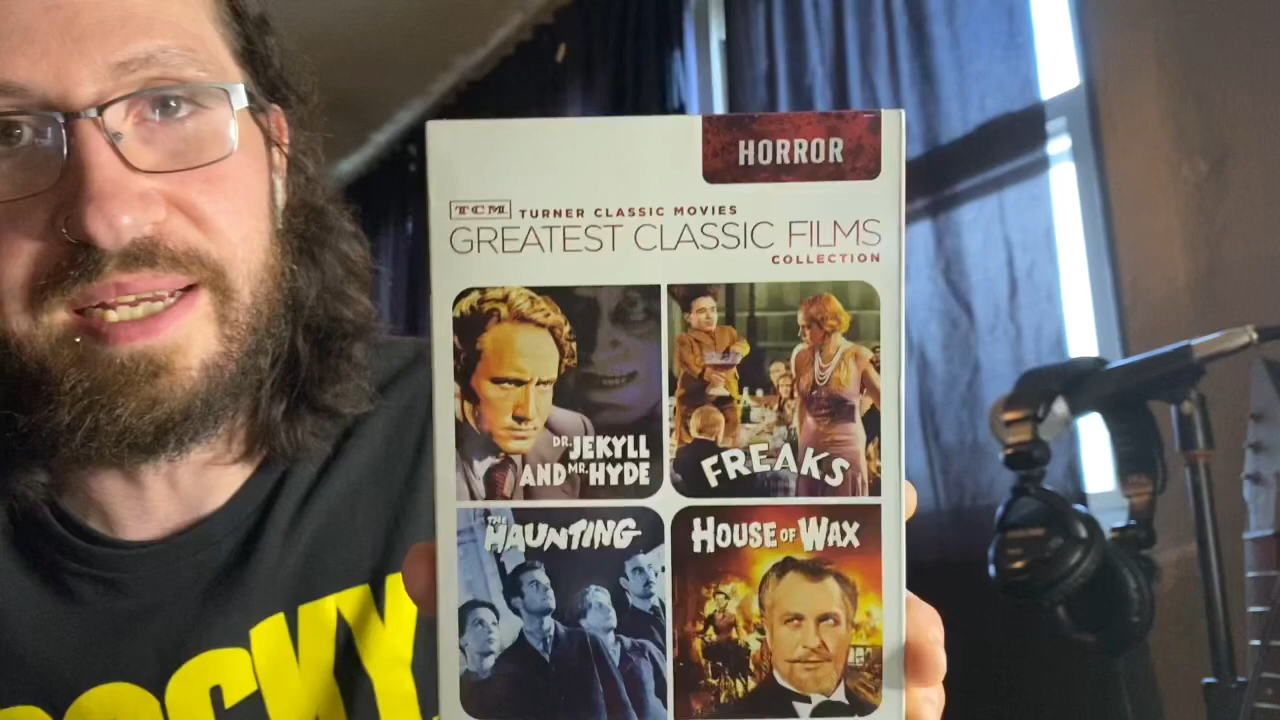 HORROR
TCM TURNER CLASSIC MOVIES
GREATEST CLASSIC FILMS
COLLECTION
DR. JEKYLL
AND MR. HYDE
FREAKS
THE HAUNTING
HOUSE OF WAX